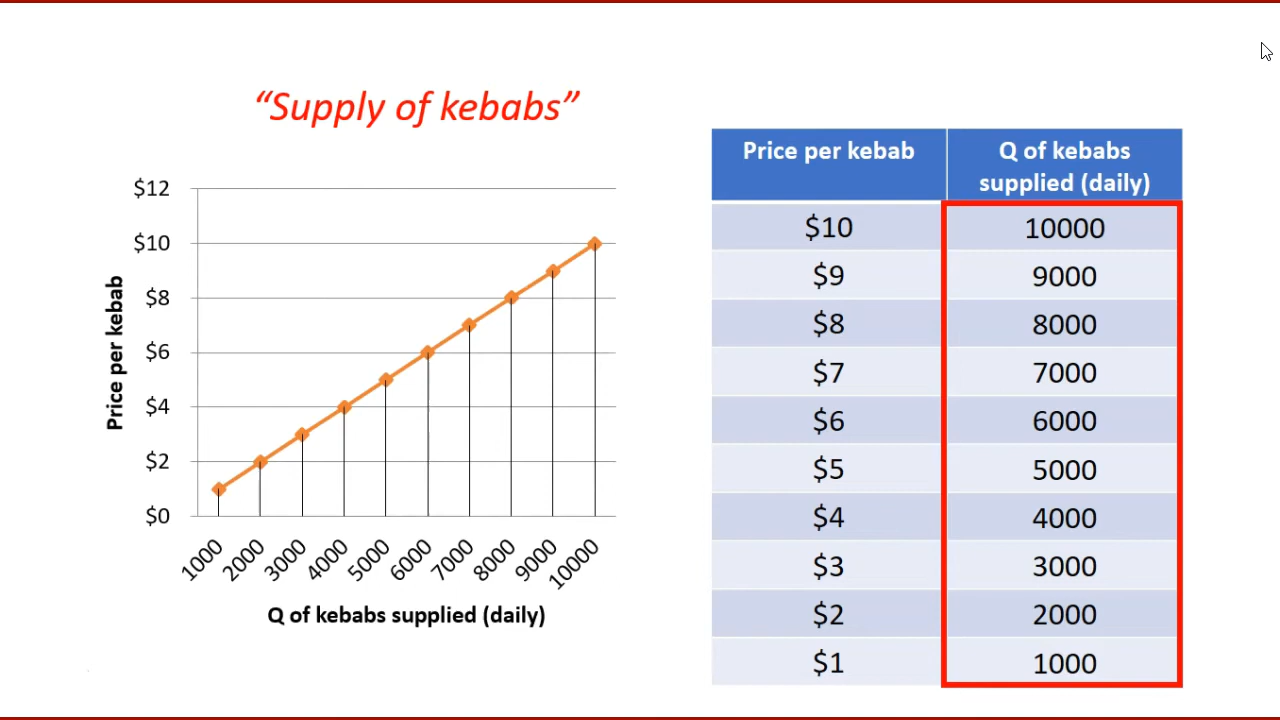 “Supply of kebabs”
$12
$10
$8
$6
$4
$2
$0
Price per kebab
1000 2000 3000 4000 5000 6000 7000 8000 9000 10000
Q of kebabs supplied (daily)
Price per kebab Q of kebabs
supplied (daily)
$10 10000
$9 9000
$8 8000
$7 7000
$6 6000
$5 5000
$4 4000
$3 3000
$2 2000
$1 1000